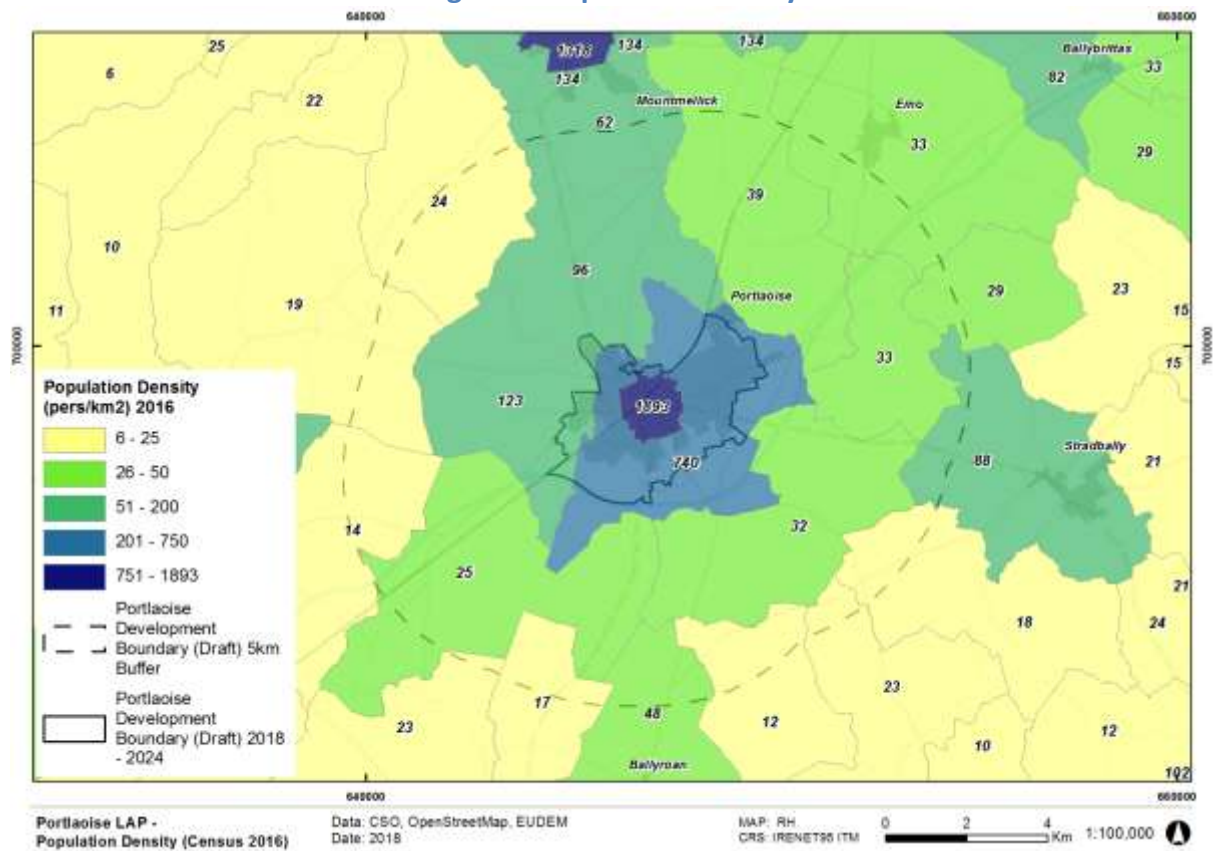 640000
660000
25
1318
134
134
Ballybrittas
33
6
82
134
22
Mountmellick
Emo
62
33
29
24
39
10
96
29
23
19
Portlaoise
11
15
700000
700000
33
15
Population Density
(pers/km2) 2016
6 - 25
26 - 50
51 - 200
201 - 750
751 - 1893
Portlaoise
Development
Boundary (Draft) 5km
Buffer
Portlaoise
Development
Boundary (Draft) 2018
- 2024
123
1893
740
88
Stradbally
21
14
32
25
21
18
24
17
23
23
48
12
12
10
Ballyroan
102
640000
660000
Portlaoise LAP -
Population Density (Census 2016)
Data: CSO, OpenStreetMap, EUDEM
Date: 2018
MAP: RH
CRS: IRENET95 ITM
0 2 4
Km
1:100,000